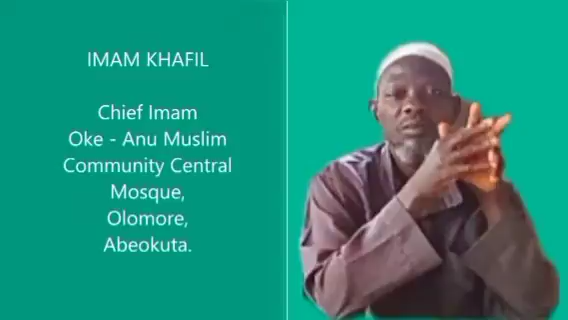 IMAM KHAFIL
Chief Imam
Oke - Anu Muslim
Community Central
Mosque,
Olomore,
Abeokuta.